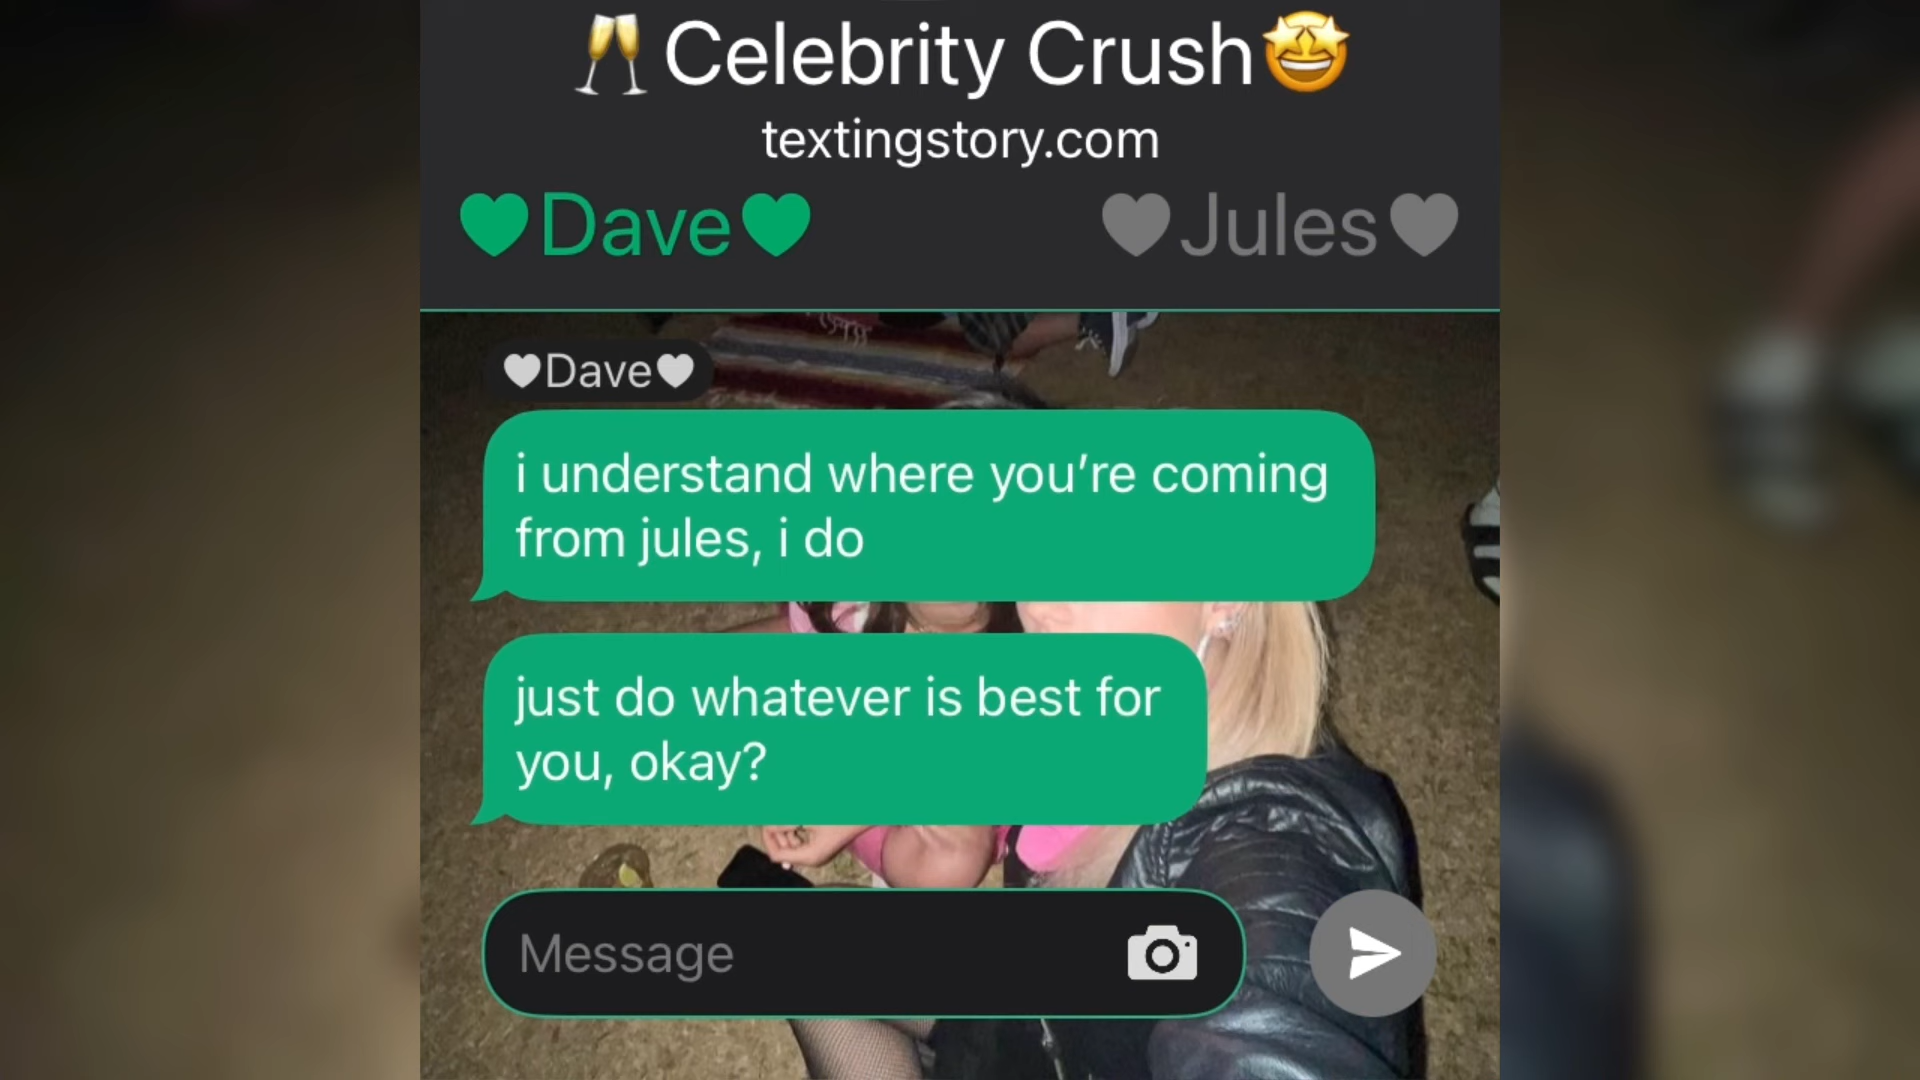 🥂Celebrity Crush🤩
textingstory.com
♥Dave♥ ♥Jules♥
♥Dave♥
i understand where you’re coming
from jules, i do
just do whatever is best for
you, okay?
Message